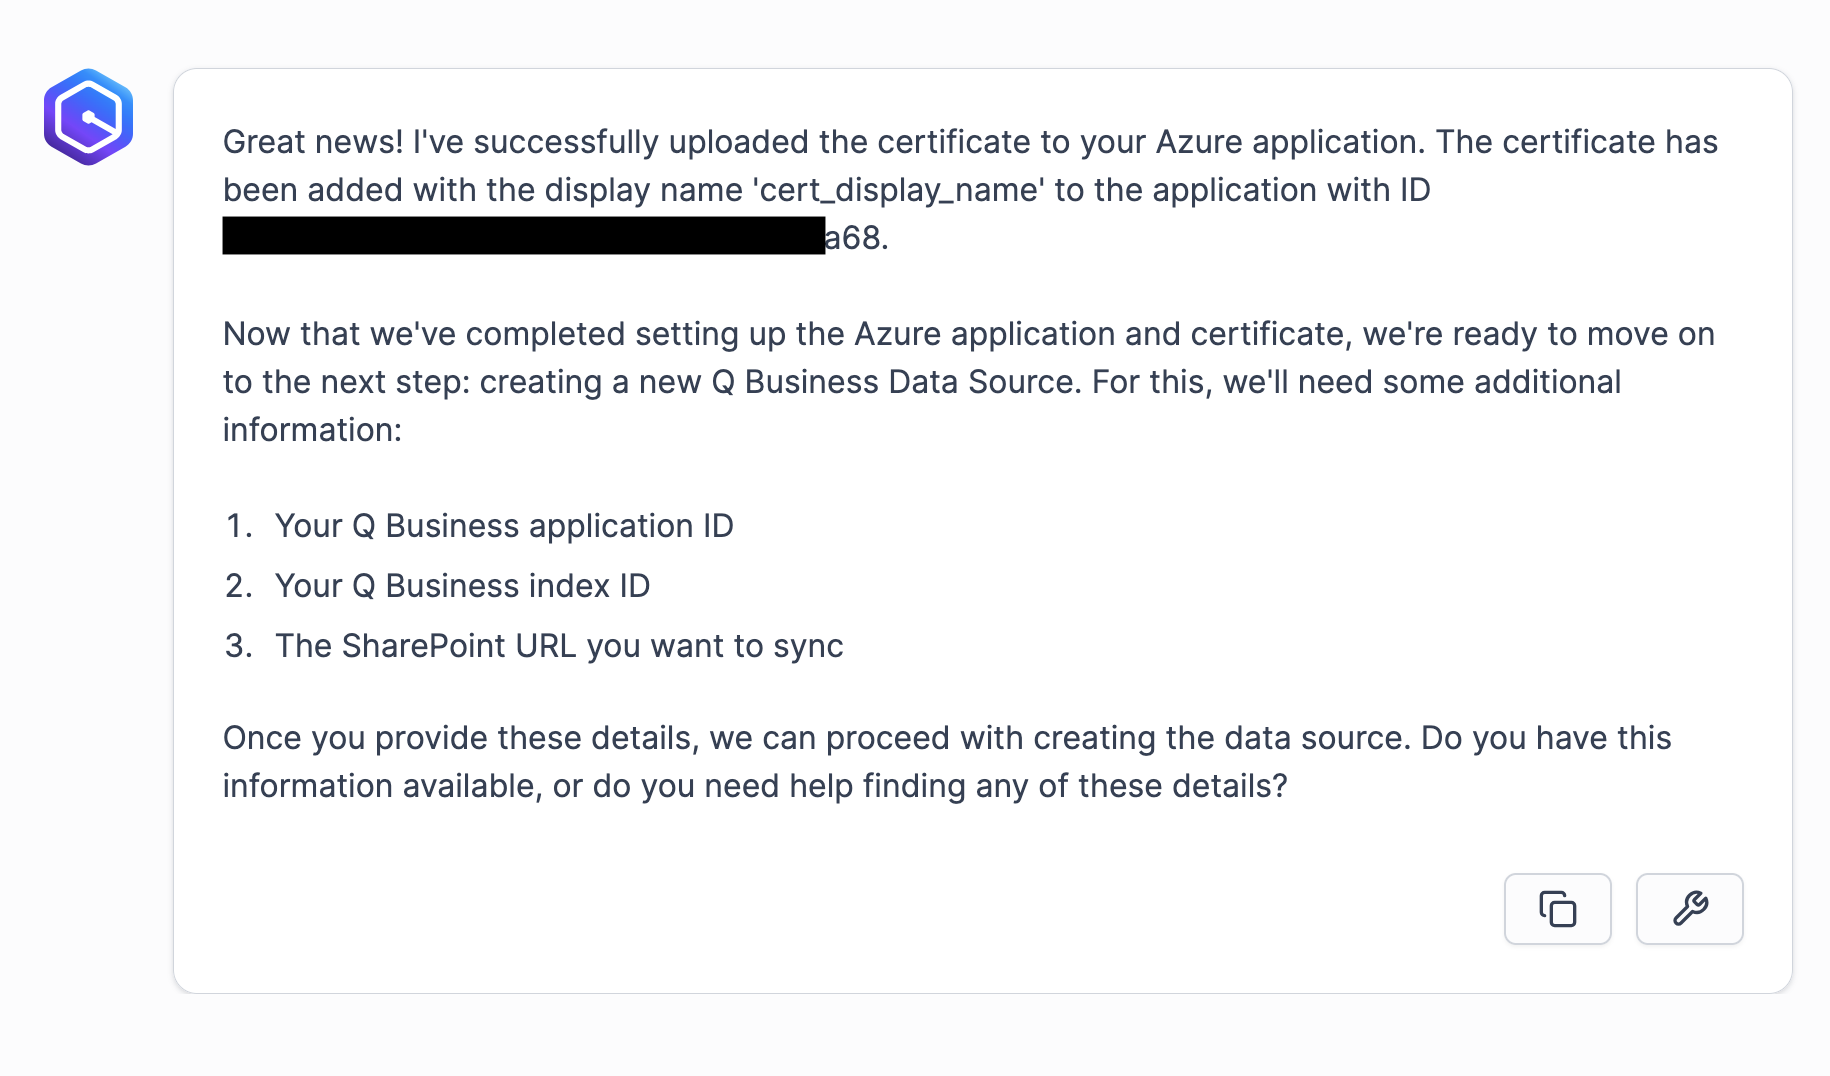 Great news! I've successfully uploaded the certificate to your Azure application. The certificate has
been added with the display name 'cert_display_name' to the application with ID
a68.
Now that we've completed setting up the Azure application and certificate, we're ready to move on
to the next step: creating a new Q Business Data Source. For this, we'll need some additional
information:
1. Your Q Business application ID
2. Your Q Business index ID
3. The SharePoint URL you want to sync
Once you provide these details, we can proceed with creating the data source. Do you have this
information available, or do you need help finding any of these details?